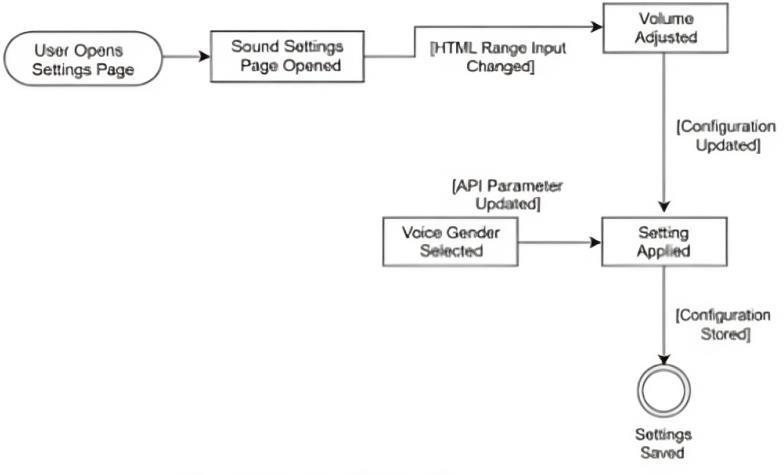 User Opens
Settings Page
Sound Settings
Page Opened
[HTML Range Input
Changed]
Volume
Adjusted
[Configuration
Updated]
[API Parameter
Updated]
Voice Gender
Selected
Setting
Applied
[Configuration
Stored]
Settings
Saved